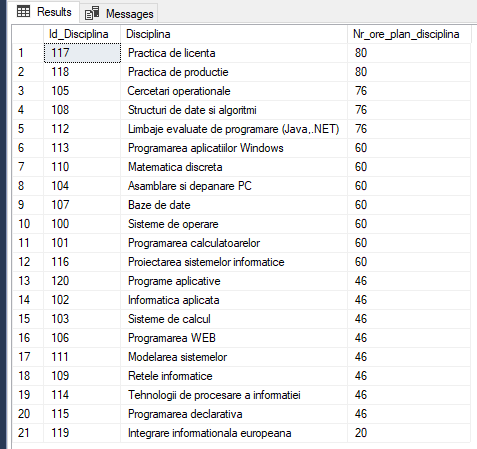 Results Messages
Id_Disciplina Disciplina Nr_ore_plan_disciplina
1 117 Practica de licenta 80
2 118 Practica de productie 80
3 105 Cercetari operationale 76
4 108 Structuri de date si algoritmi 76
5 112 Limbaje evaluate de programare (Java,.NET) 76
6 113 Programarea aplicatiilor Windows 60
7 110 Matematica discreta 60
8 104 Asamblare si depanare PC 60
9 107 Baze de date 60
10 100 Sisteme de operare 60
11 101 Programarea calculatoarelor 60
12 116 Proiectarea sistemelor informatice 60
13 120 Programe aplicative 46
14 102 Informatica aplicata 46
15 103 Sisteme de calcul 46
16 106 Programarea WEB 46
17 111 Modelarea sistemelor 46
18 109 Retele informatice 46
19 114 Tehnologii de procesare a informatiei 46
20 115 Programarea declarativa 46
21 119 Integrare informationala europeana 20